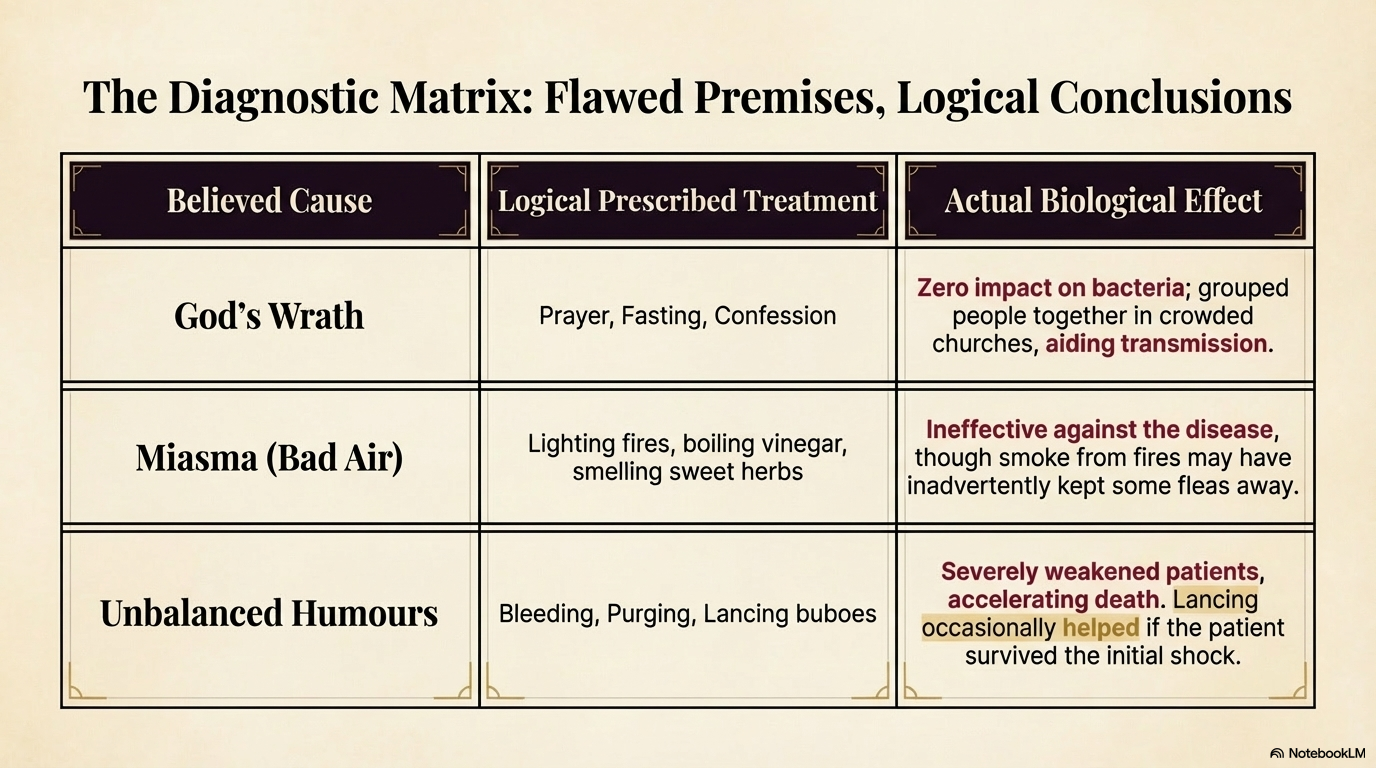 The Diagnostic Matrix: Flawed Premises, Logical Conclusions
Believed Cause
Logical Prescribed Treatment
Actual Biological Effect
God’s Wrath
Prayer, Fasting, Confession
Zero impact on bacteria; grouped
people together in crowded
churches, aiding transmission.
Miasma (Bad Air)
Lighting fires, boiling vinegar,
smelling sweet herbs
Ineffective against the disease,
though smoke from fires may have
inadvertently kept some fleas away.
Unbalanced Humours
Bleeding, Purging, Lancing buboes
Severely weakened patients,
accelerating death. Lancing
occasionally helped if the patient
survived the initial shock.
NotebookLM